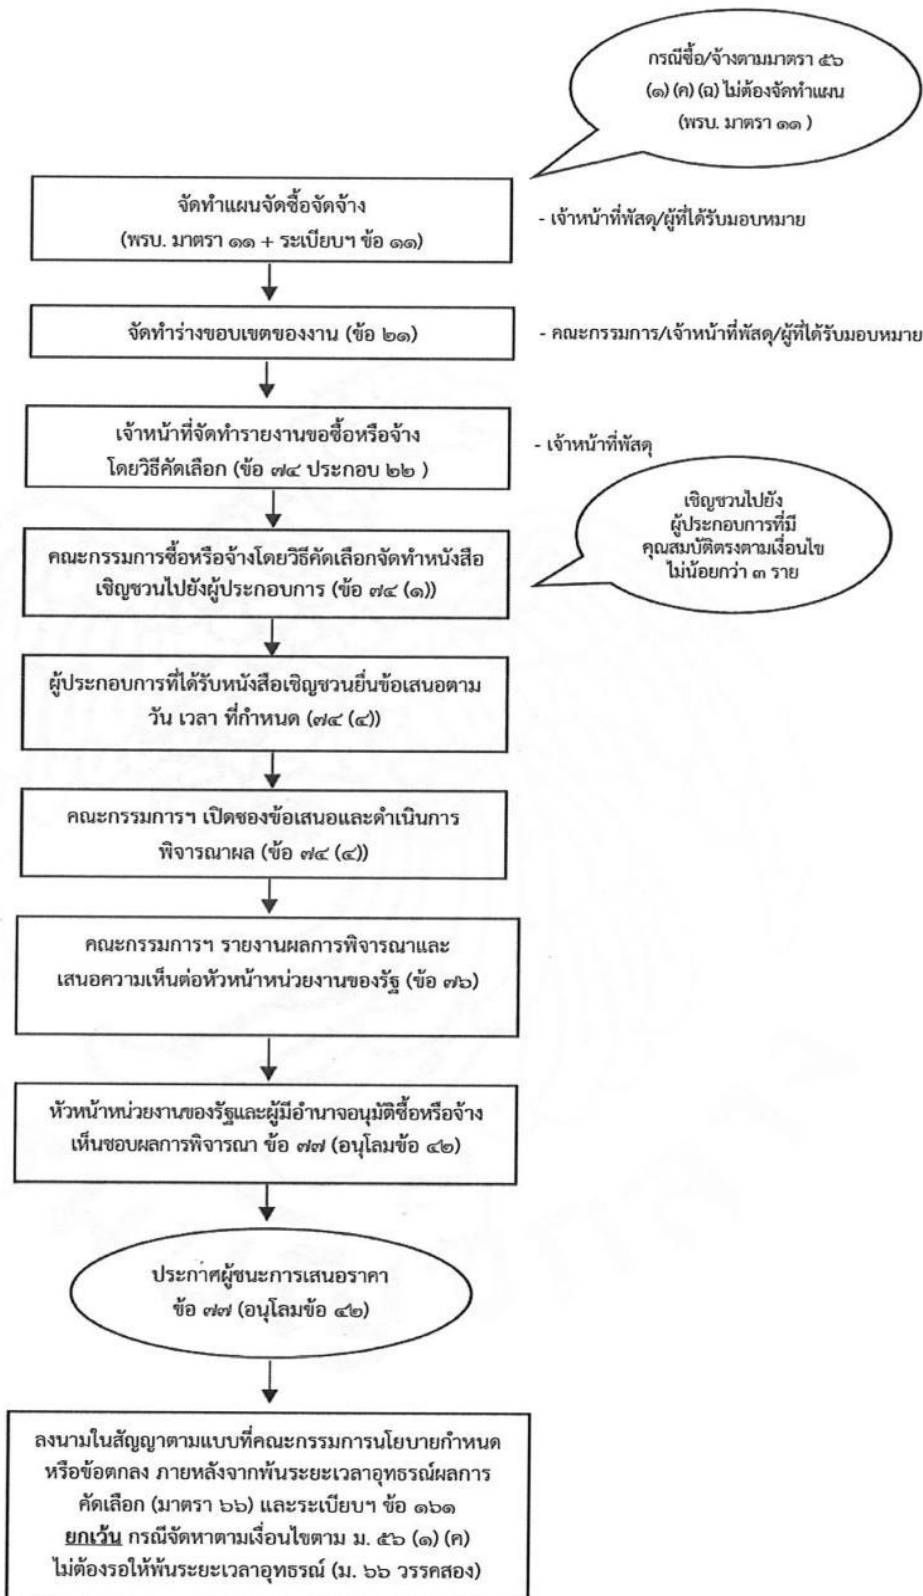 กรณีซื้อ/จ้างตามมาตรา ๕๖
(๑) (ค) (ฉ) ไม่ต้องจัดทำแผน
(พรบ. มาตรา ๑๑ )
จัดทำแผนจัดซื้อจัดจ้าง
(พรบ. มาตรา ๑๑ + ระเบียบฯ ข้อ ๑๑)
- เจ้าหน้าที่พัสดุ/ผู้ที่ได้รับมอบหมาย
จัดทำร่างขอบเขตของงาน (ข้อ ๒๑)
- คณะกรรมการ/เจ้าหน้าที่พัสดุ/ผู้ที่ได้รับมอบหมาย
เจ้าหน้าที่จัดทำรายงานขอซื้อหรือจ้าง
โดยวิธีคัดเลือก (ข้อ ๗๔ ประกอบ ๒๒ )
- เจ้าหน้าที่พัสดุ
เชิญชวนไปยัง
ผู้ประกอบการที่มี
คุณสมบัติตรงตามเงื่อนไข
ไม่น้อยกว่า ๓ ราย
คณะกรรมการซื้อหรือจ้างโดยวิธีคัดเลือกจัดทำหนังสือ
เชิญชวนไปยังผู้ประกอบการ (ข้อ ๗๔ (๑))
ผู้ประกอบการที่ได้รับหนังสือเชิญชวนยื่นข้อเสนอตาม
วัน เวลา ที่กำหนด (๗๔ (๔))
คณะกรรมการฯ เปิดซองข้อเสนอและดำเนินการ
พิจารณาผล (ข้อ ๗๔ (๔))
คณะกรรมการฯ รายงานผลการพิจารณาและ
เสนอความเห็นต่อหัวหน้าหน่วยงานของรัฐ (ข้อ ๗๖)
หัวหน้าหน่วยงานของรัฐและผู้มีอำนาจอนุมัติซื้อหรือจ้าง
เห็นชอบผลการพิจารณา ข้อ ๗๗ (อนุโลมข้อ ๔๒)
ประกาศผู้ชนะการเสนอราคา
ข้อ ๗๗ (อนุโลมข้อ ๔๒)
ลงนามในสัญญาตามแบบที่คณะกรรมการนโยบายกำหนด
หรือข้อตกลง ภายหลังจากพ้นระยะเวลาอุทธรณ์ผลการ
คัดเลือก (มาตรา ๖๖) และระเบียบฯ ข้อ ๑๖๑
ยกเว้น กรณีจัดหาตามเงื่อนไขตาม ม. ๕๖ (๑) (ค)
ไม่ต้องรอให้พ้นระยะเวลาอุทธรณ์ (ม. ๖๖ วรรคสอง)